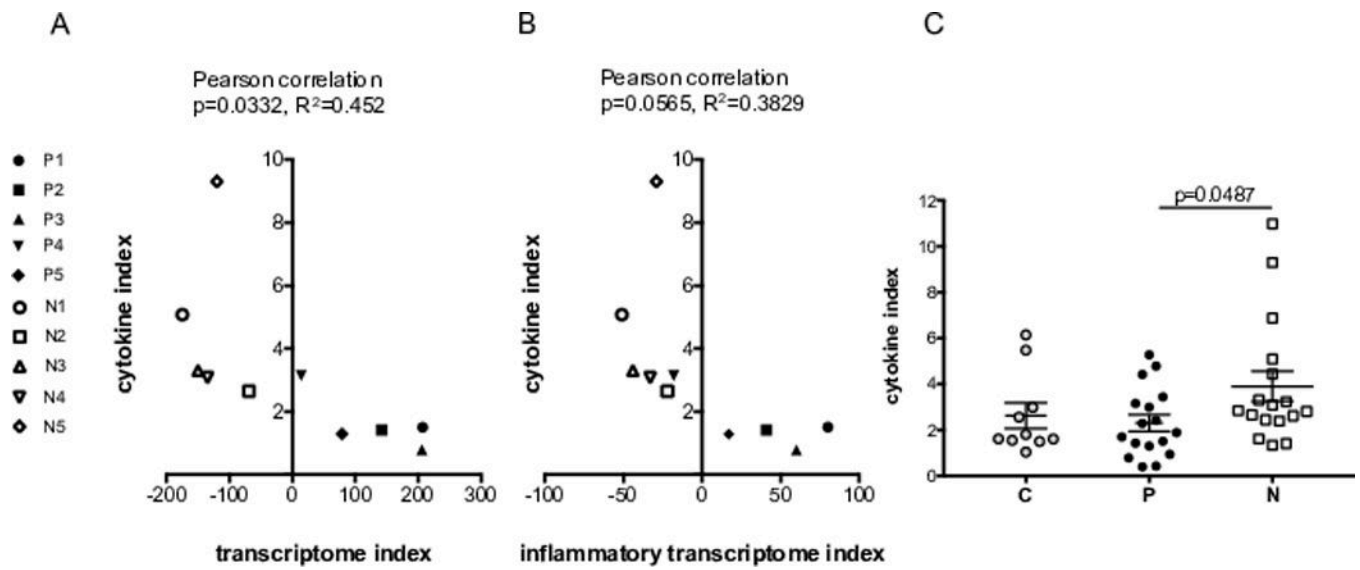 A
B
C
Pearson correlation
p=0.0332, R²=0.452
Pearson correlation
p=0.0565, R²=0.3829
P1
P2
P3
P4
P5
N1
N2
N3
N4
N5
cytokine index
10
8
6
4
2
-200 -100 0 100 200 300
transcriptome index
cytokine index
10
8
6
4
2
-100 -50 0 50 100
inflammatory transcriptome index
p=0.0487
cytokine index
12
10
8
6
4
2
0
C P N